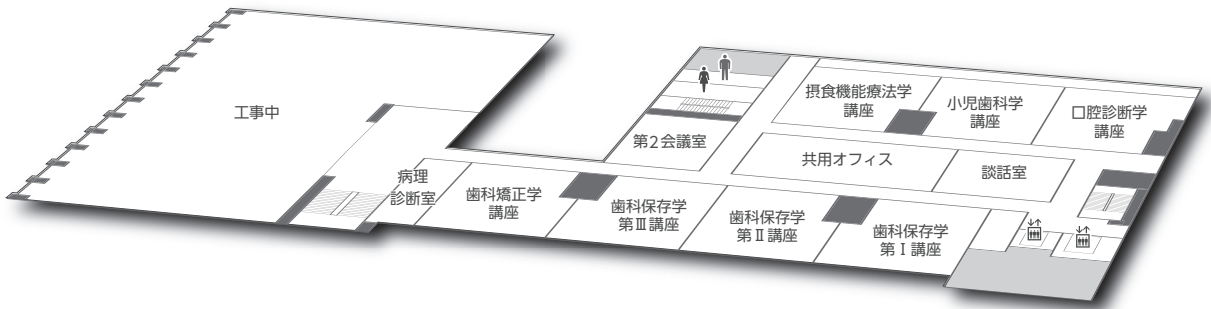 工事中
摂食機能療法学
講座
小児歯科学
講座
口腔診断学
講座
第2会議室
共用オフィス
談話室
病理
診断室
歯科矯正学
講座
歯科保存学
第Ⅲ講座
歯科保存学
第Ⅱ講座
歯科保存学
第Ⅰ講座